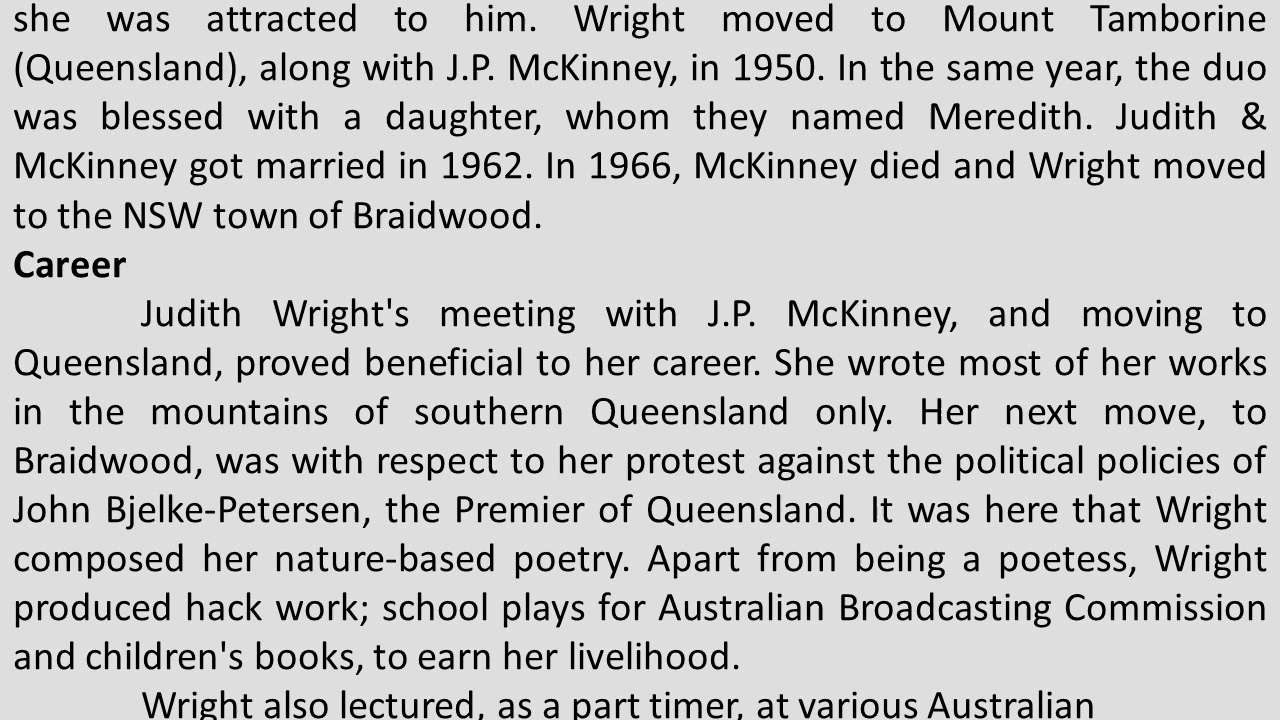 she was attracted to him. Wright moved to Mount Tamborine
(Queensland), along with J.P. McKinney, in 1950. In the same year, the duo
was blessed with a daughter, whom they named Meredith. Judith &
McKinney got married in 1962. In 1966, McKinney died and Wright moved
to the NSW town of Braidwood.
Career
Judith Wright's meeting with J.P. McKinney, and moving to
Queensland, proved beneficial to her career. She wrote most of her works
in the mountains of southern Queensland only. Her next move, to
Braidwood, was with respect to her protest against the political policies of
John Bjelke-Petersen, the Premier of Queensland. It was here that Wright
composed her nature-based poetry. Apart from being a poetess, Wright
produced hack work; school plays for Australian Broadcasting Commission
and children's books, to earn her livelihood.
Wright also lectured, as a part timer, at various Australian